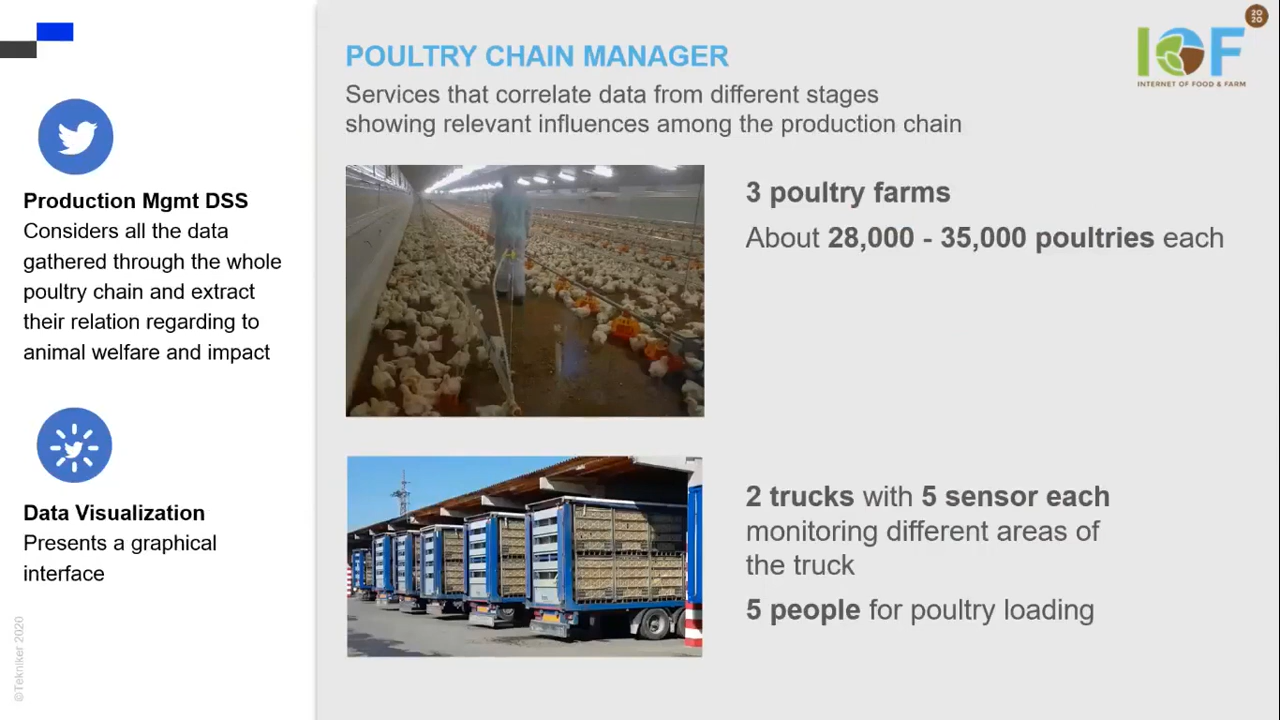 POULTRY CHAIN MANAGER
Services that correlate data from different stages
showing relevant influences among the production chain
IOF
20
20
INTERNET OF FOOD & FARM
Production Mgmt DSS
Considers all the data
gathered through the whole
poultry chain and extract
their relation regarding to
animal welfare and impact
Data Visualization
Presents a graphical
interface
3 poultry farms
About 28,000 - 35,000 poultries each
2 trucks with 5 sensor each
monitoring different areas of
the truck
5 people for poultry loading
©Tekniker 2020